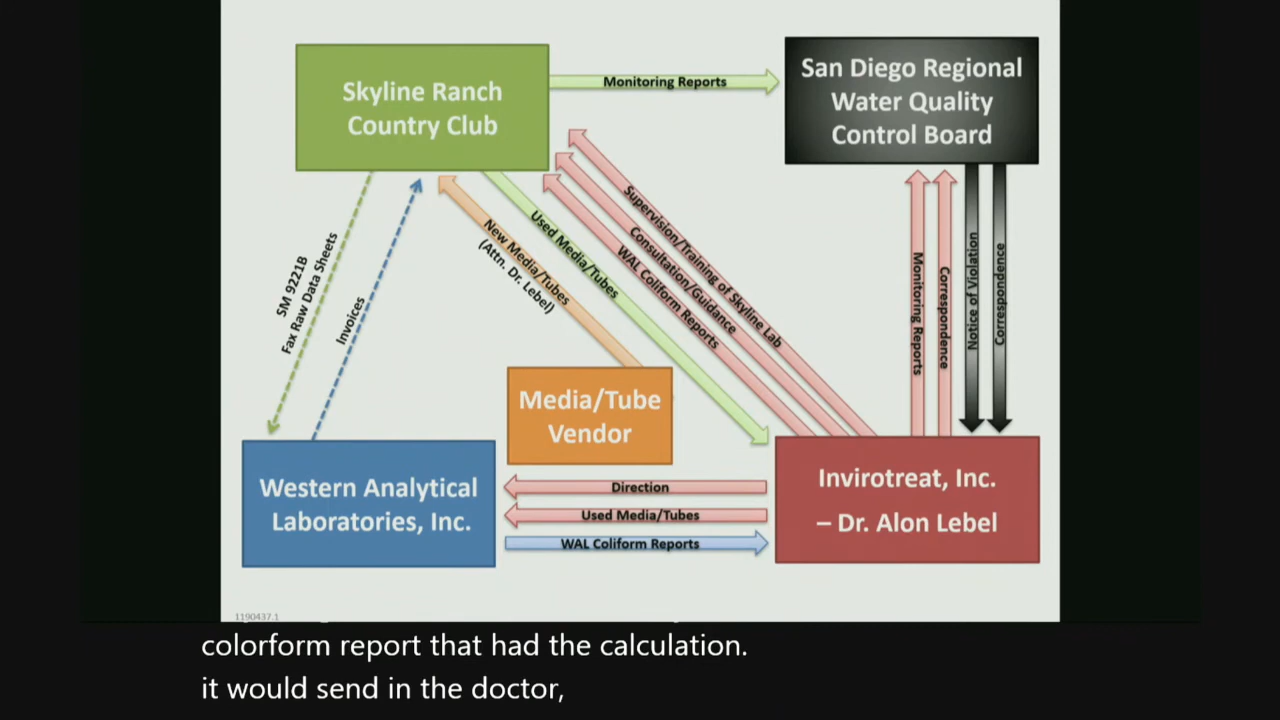 Skyline Ranch
Country Club
Monitoring Reports
San Diego Regional
Water Quality
Control Board
SM 9221B
Fax Raw Data Sheets
Invoices
New Media/Tubes
(Attn. Dr. Lebel)
Used Media/Tubes
Supervision/Training of Skyline Lab
Consultation/Guidance
WAL Coliform Reports
Monitoring Reports
Correspondence
Notice of Violation
Correspondence
Media/Tube
Vendor
Western Analytical
Laboratories, Inc.
Direction
Used Media/Tubes
WAL Coliform Reports
Invirotreat, Inc.
– Dr. Alon Lebel
1190437.1
colorform report that had the calculation.
it would send in the doctor,